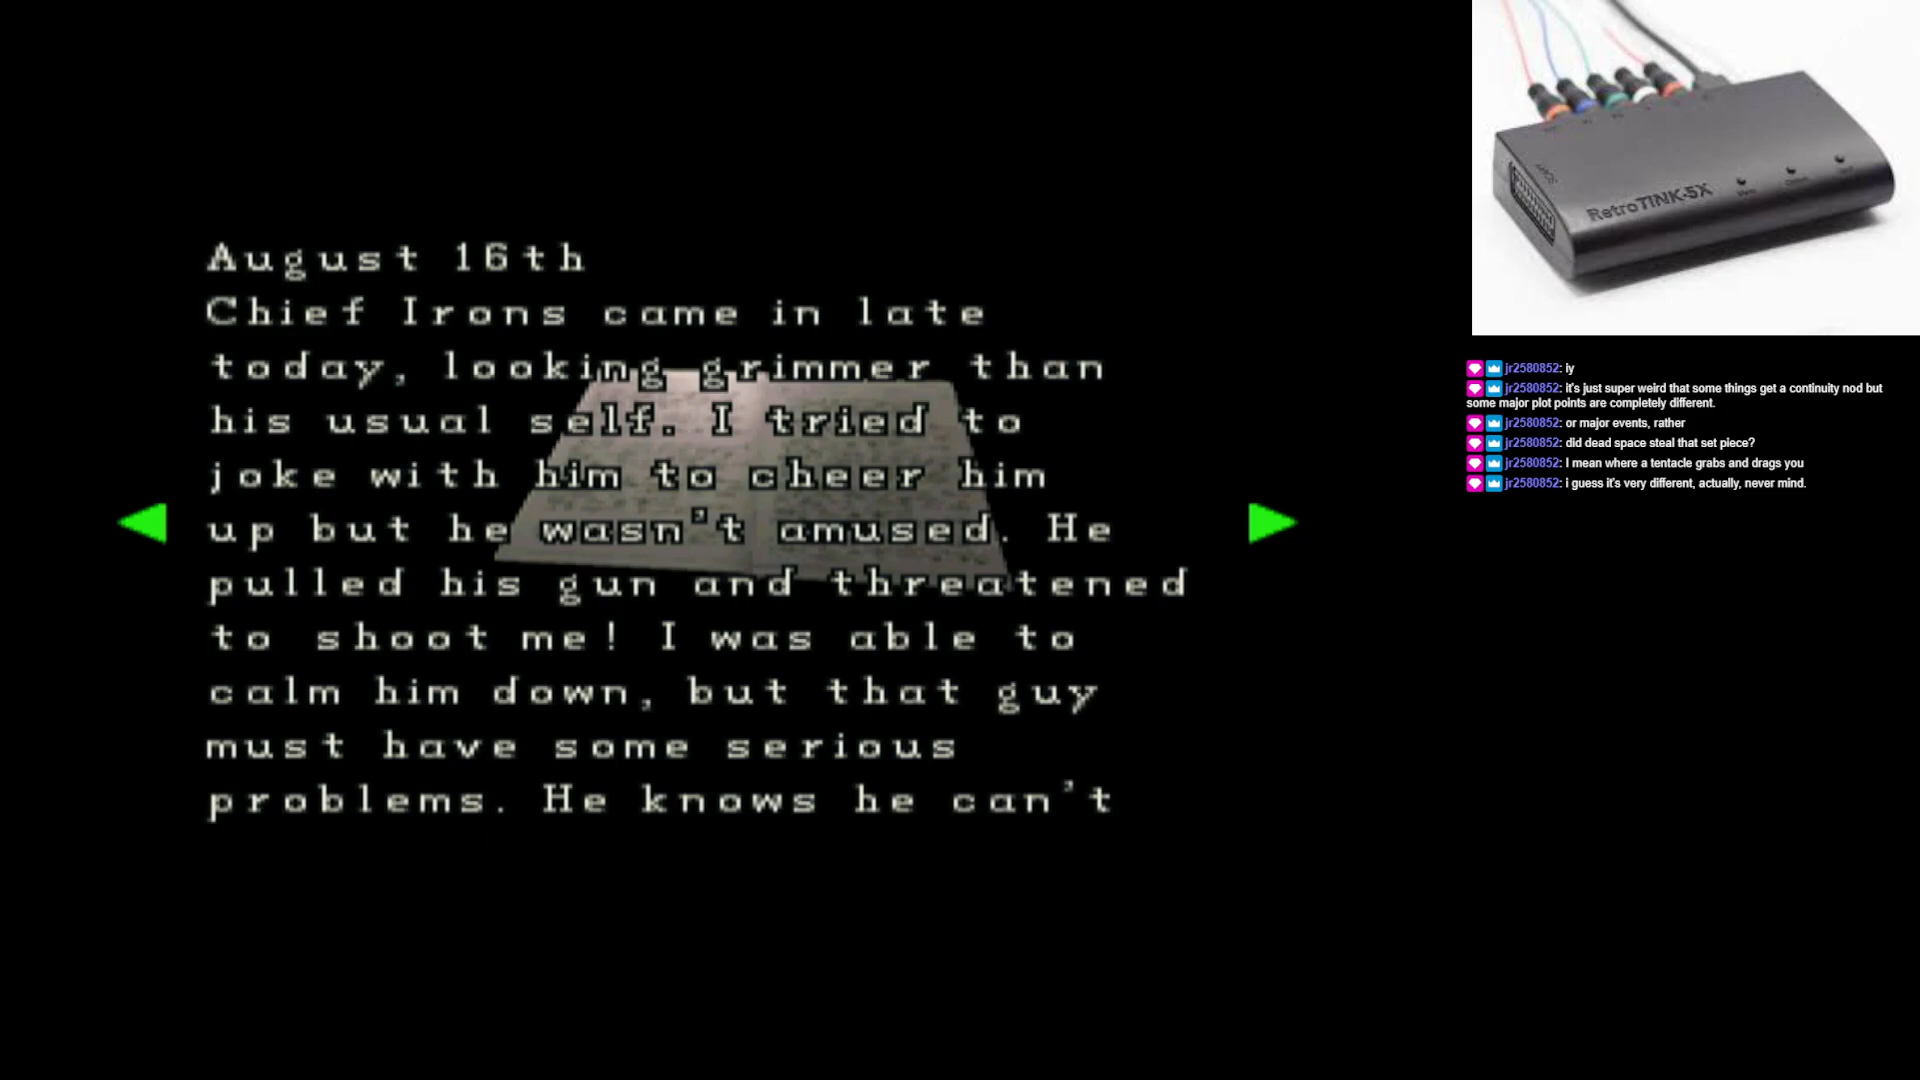 August 16th
Chief Irons came in late
today, looking grimmer than
his usual self. I tried to
joke with him to cheer him
up but he wasn't amused. He
pulled his gun and threatened
to shoot me! I was able to
calm him down, but that guy
must have some serious
problems. He knows he can't
RetroTINK-5X
jr2580852: iy
jr2580852: it's just super weird that some things get a continuity nod but
some major plot points are completely different.
jr2580852: or major events, rather
jr2580852: did dead space steal that set piece?
jr2580852: I mean where a tentacle grabs and drags you
jr2580852: i guess it's very different, actually, never mind.